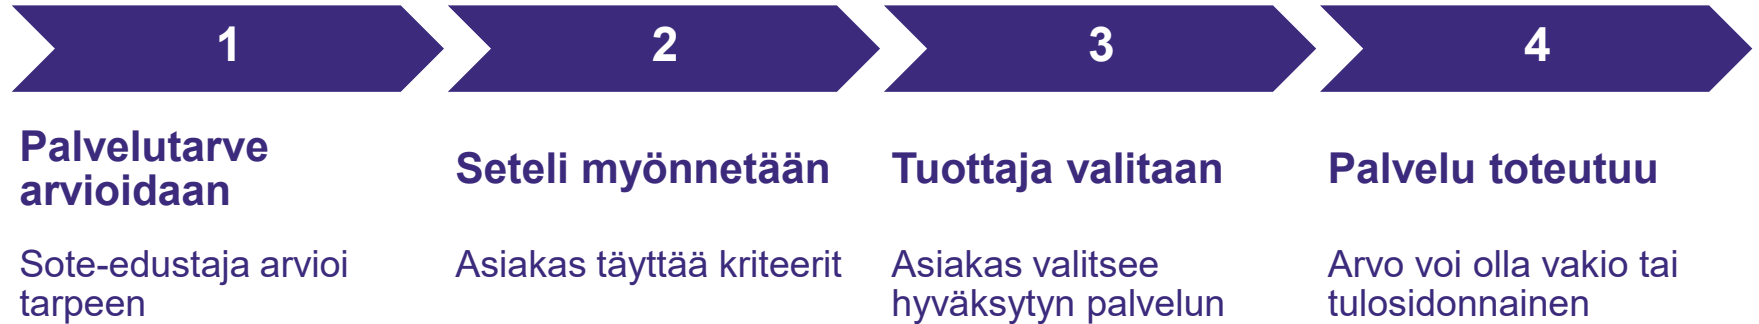 1
Palvelutarve
arvioidaan
Sote-edustaja arvioi
tarpeen
2
Seteli myönnetään
Asiakas täyttää kriteerit
3
Tuottaja valitaan
Asiakas valitsee
hyväksytyn palvelun
4
Palvelu toteutuu
Arvo voi olla vakio tai
tulosidonnainen